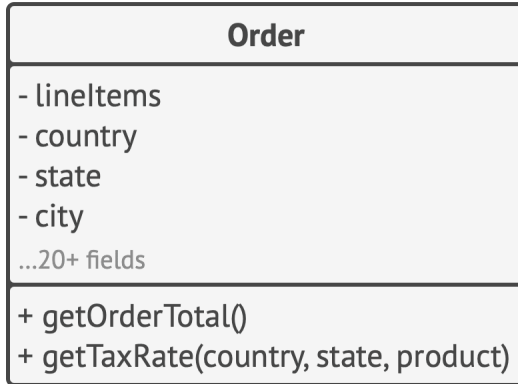 Order
- lineItems
- country
- state
- city
...20+ fields
+ getOrderTotal()
+ getTaxRate(country, state, product)